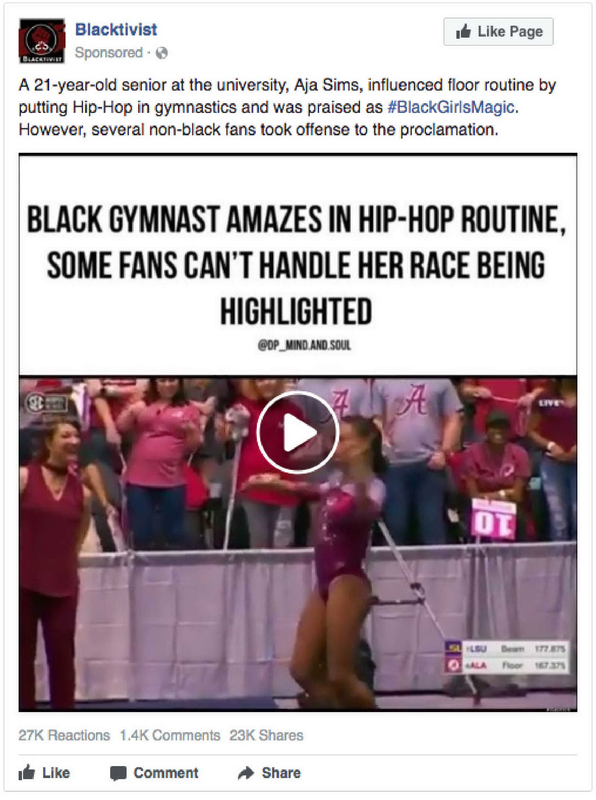 Blacktivist
Sponsored ·
Like Page
BLACKTIVIST
A 21-year-old senior at the university, Aja Sims, influenced floor routine by
putting Hip-Hop in gymnastics and was praised as #BlackGirlsMagic.
However, several non-black fans took offense to the proclamation.
BLACK GYMNAST AMAZES IN HIP-HOP ROUTINE,
SOME FANS CAN'T HANDLE HER RACE BEING
HIGHLIGHTED
@DP_MIND.AND.SOUL
SEC
A A
LIVE
10
LSU Beam 177.875
ALA Floor 167.375
27K Reactions 1.4K Comments 23K Shares
Like Comment Share